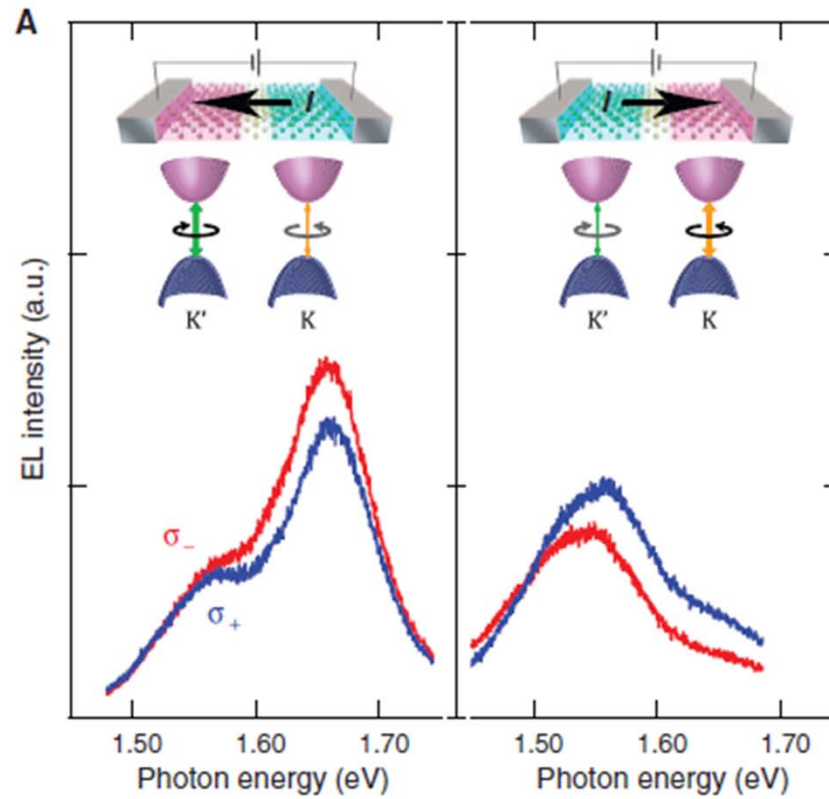 A
I
K'
K
I
K'
K
EL intensity (a.u.)
σ−
σ+
1.50
1.60
1.70
1.50
1.60
1.70
Photon energy (eV)
Photon energy (eV)